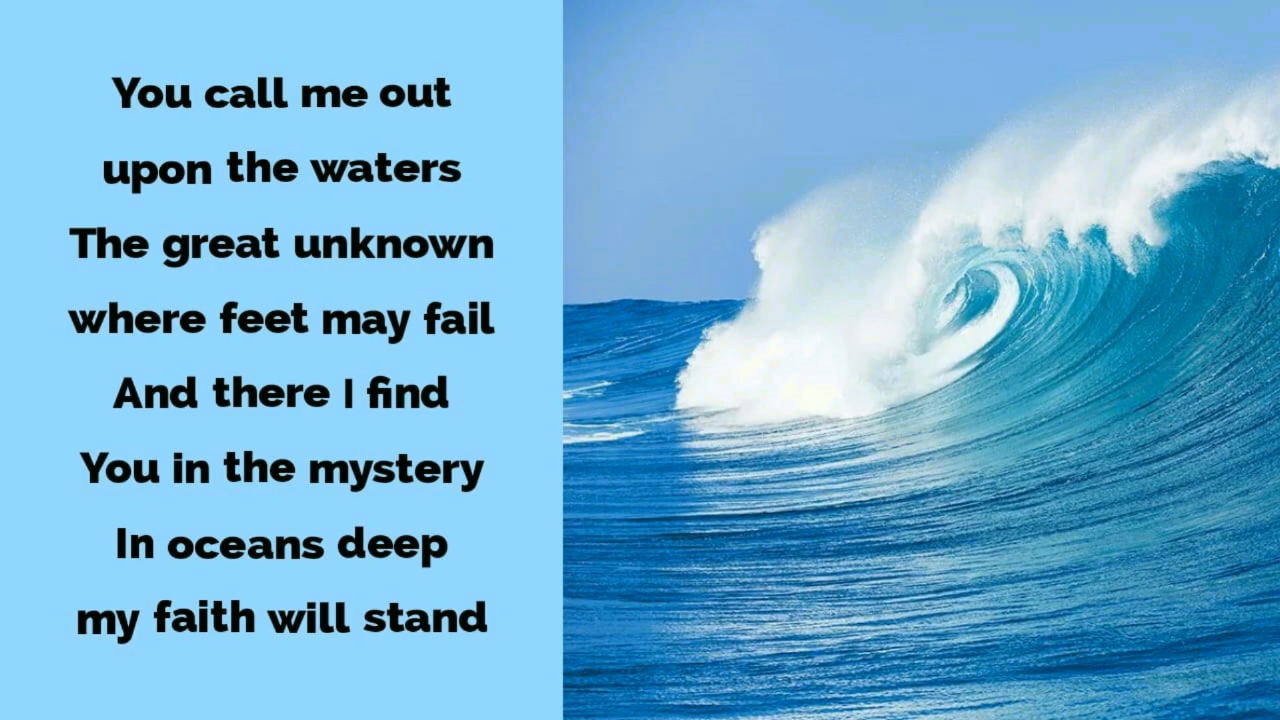 You call me out
upon the waters
The great unknown
where feet may fail
And there I find
You in the mystery
In oceans deep
my faith will stand